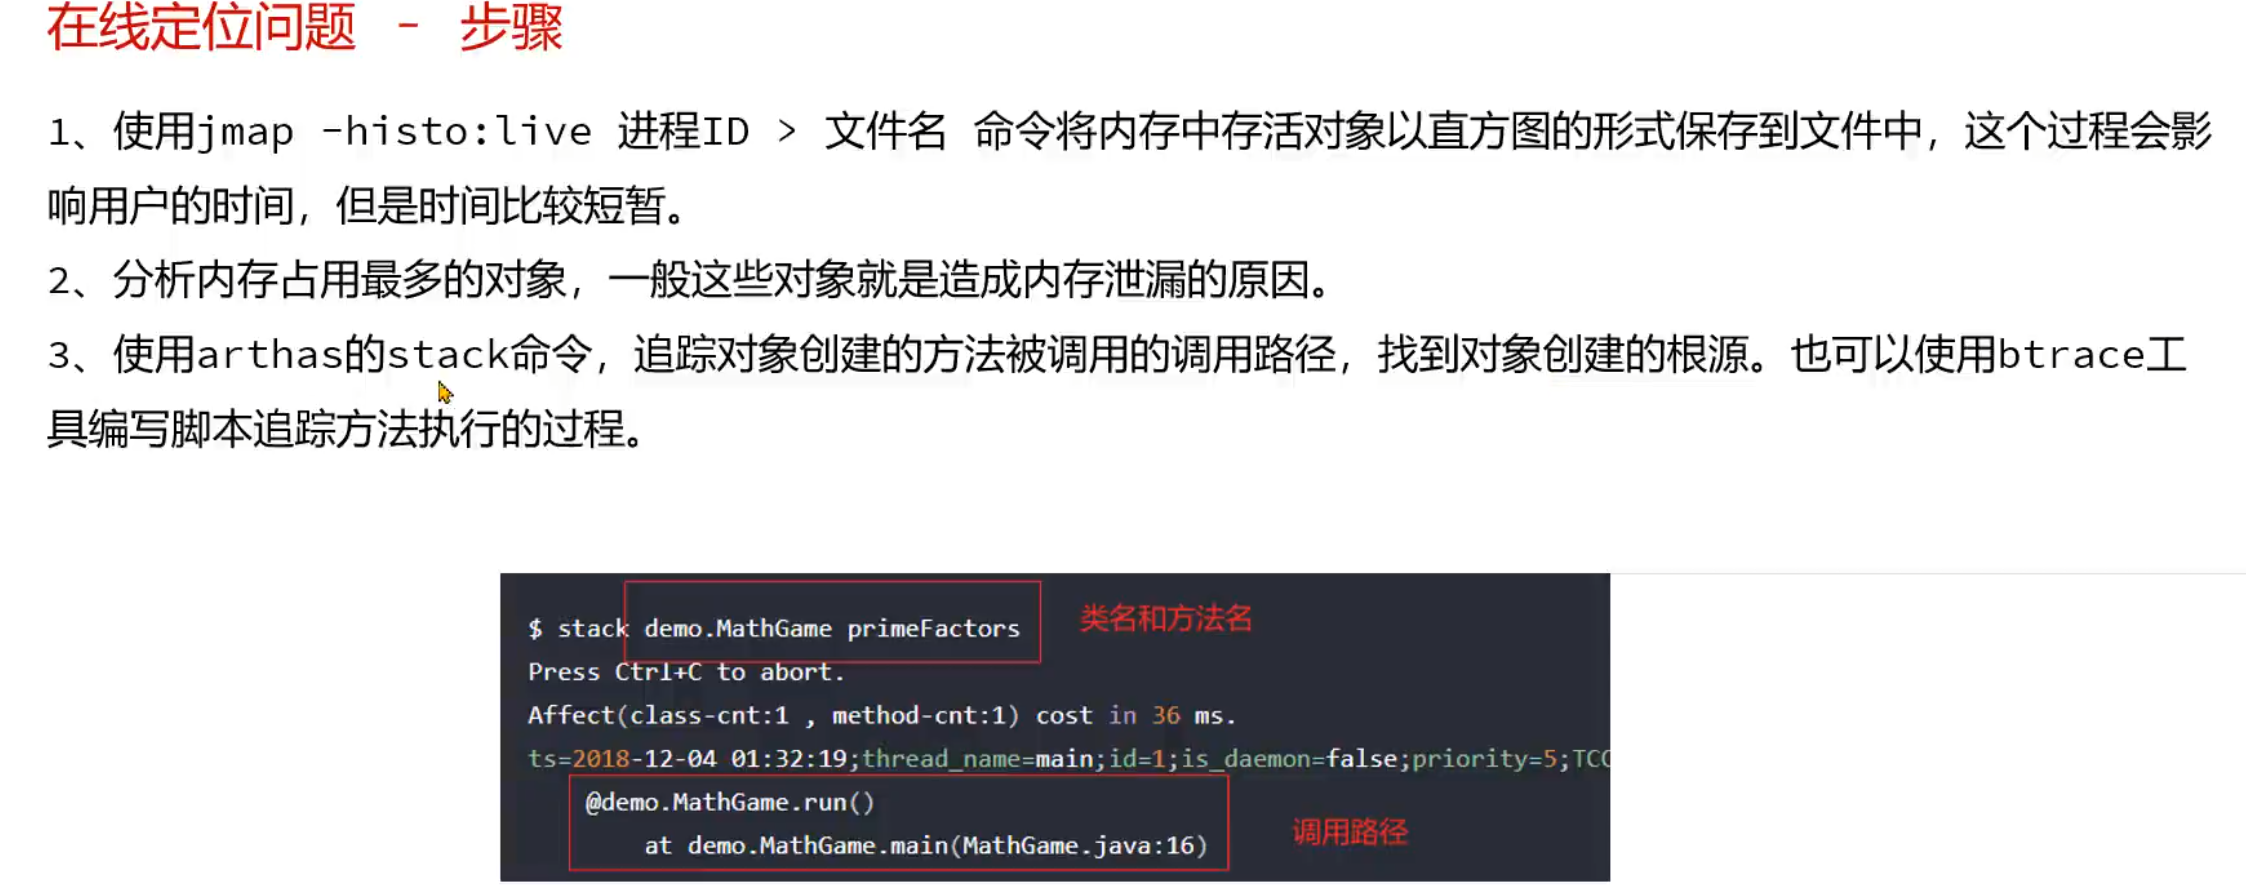 在线定位问题 - 步骤
1、使用jmap -histo:live 进程ID > 文件名 命令将内存中存活对象以直方图的形式保存到文件中，这个过程会影
响用户的时间，但是时间比较短暂。
2、分析内存占用最多的对象，一般这些对象就是造成内存泄漏的原因。
3、使用arthas的stack命令，追踪对象创建的方法被调用的调用路径，找到对象创建的根源。也可以使用btrace工
具编写脚本追踪方法执行的过程。
$ stack demo.MathGame primeFactors 类名和方法名
Press Ctrl+C to abort.
Affect(class-cnt:1 , method-cnt:1) cost in 36 ms.
ts=2018-12-04 01:32:19;thread_name=main;id=1;is_daemon=false;priority=5;TCC
@demo.MathGame.run()
at demo.MathGame.main(MathGame.java:16) 调用路径